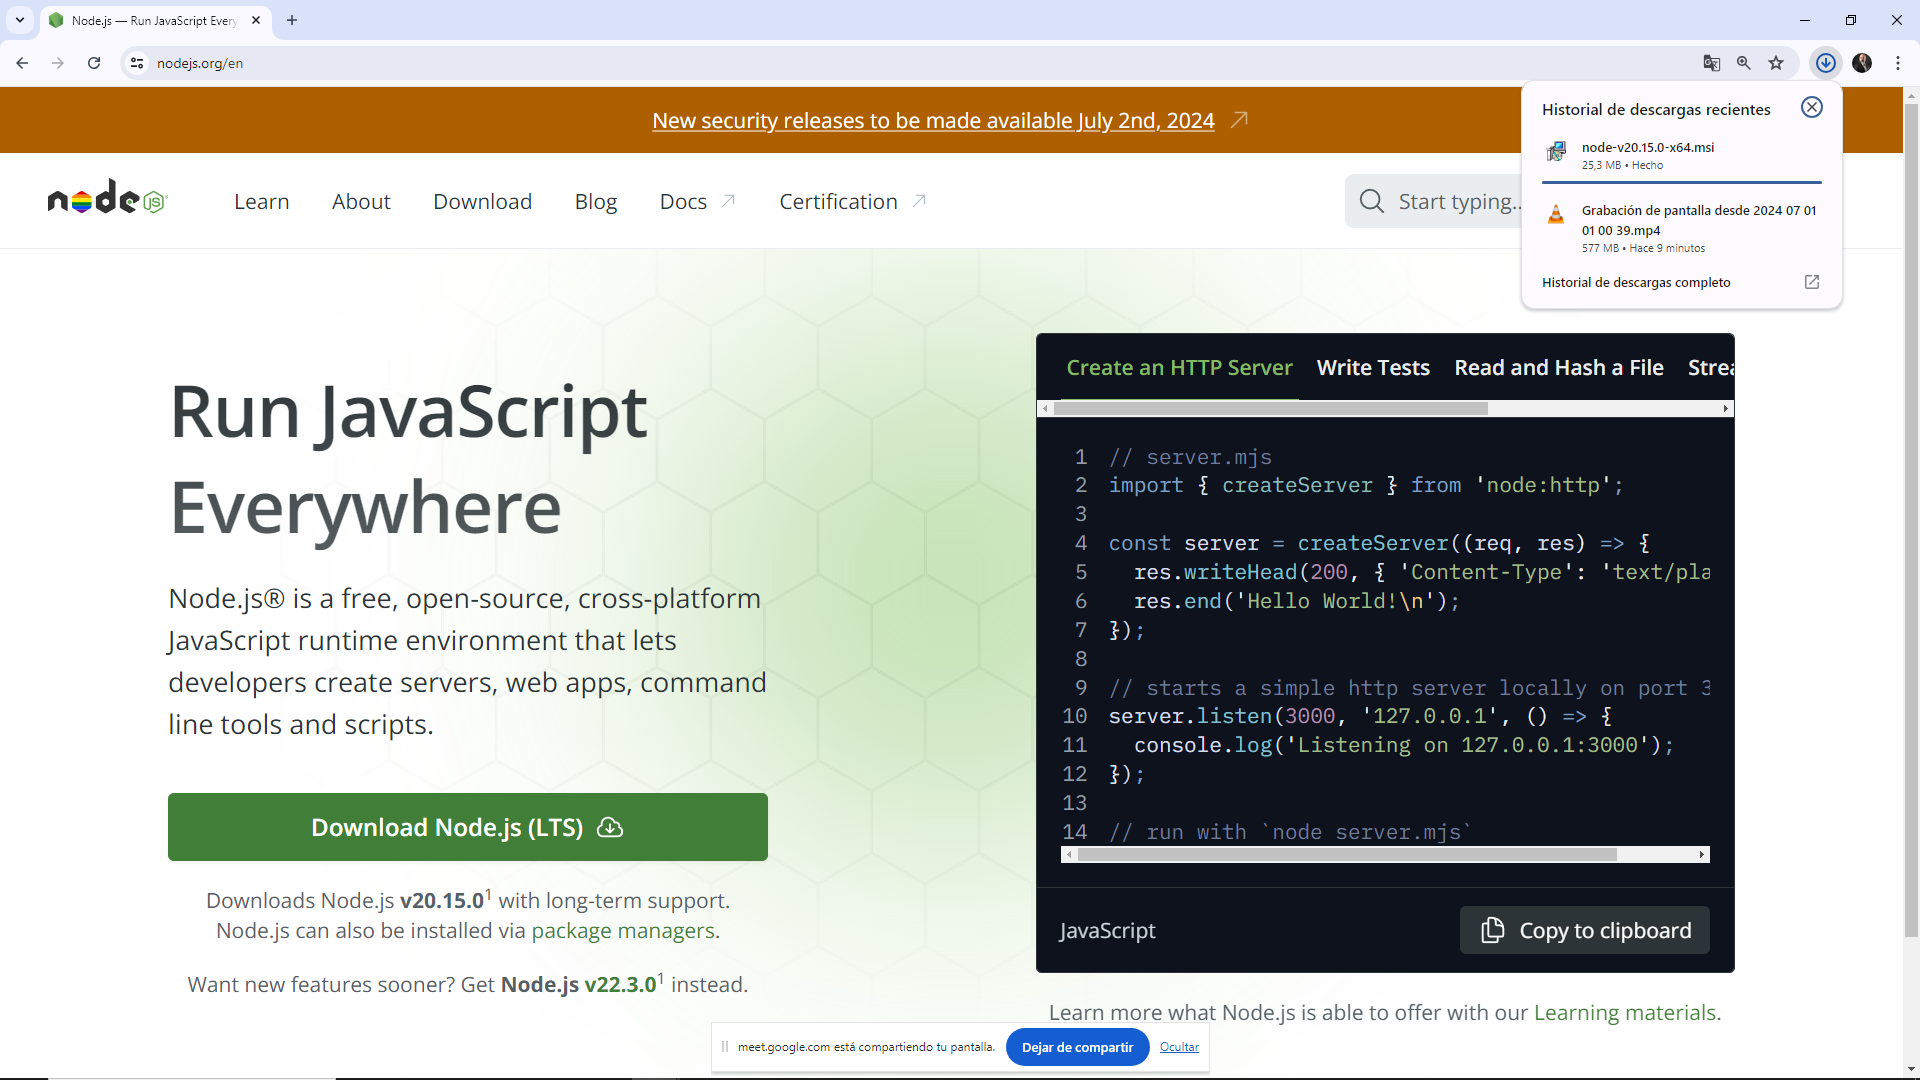 Node.js — Run JavaScript Every
nodejs.org/en
New security releases to be made available July 2nd, 2024
Historial de descargas recientes
node-v20.15.0-x64.msi
25,3 MB • Hecho
Grabación de pantalla desde 2024 07 01
01 00 39.mp4
577 MB • Hace 9 minutos
Historial de descargas completo
node JS
Learn
About
Download
Blog
Docs
Certification
Start typing...
Run JavaScript
Everywhere
Node.js® is a free, open-source, cross-platform
JavaScript runtime environment that lets
developers create servers, web apps, command
line tools and scripts.
Download Node.js (LTS)
Downloads Node.js v20.15.0¹ with long-term support.
Node.js can also be installed via package managers.
Want new features sooner? Get Node.js v22.3.0¹ instead.
Create an HTTP Server
Write Tests
Read and Hash a File
Strea
1 // server.mjs
2 import { createServer } from 'node:http';
3
4 const server = createServer((req, res) => {
5   res.writeHead(200, { 'Content-Type': 'text/pla
6   res.end('Hello World!\n');
7 });
8
9 // starts a simple http server locally on port 3
10 server.listen(3000, '127.0.0.1', () => {
11   console.log('Listening on 127.0.0.1:3000');
12 });
13
14 // run with `node server.mjs`
JavaScript
Copy to clipboard
Learn more what Node.js is able to offer with our Learning materials.
meet.google.com está compartiendo tu pantalla.
Dejar de compartir
Ocultar